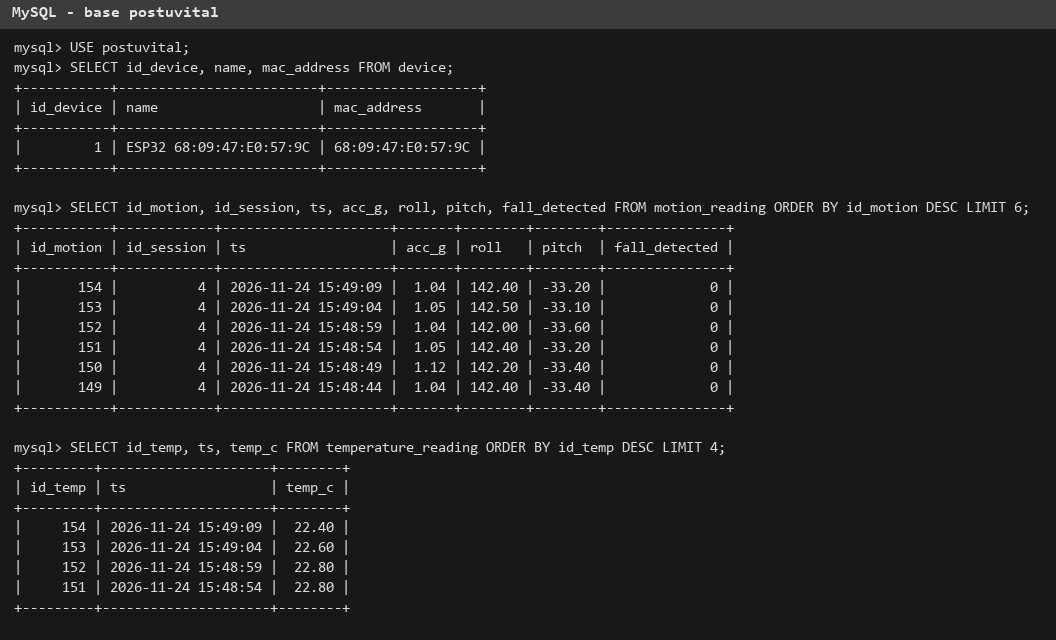 MySQL - base postuvital
mysql> USE postuvital;
mysql> SELECT id_device, name, mac_address FROM device;
+-----------+-------------------------+-------------------+
| id_device | name                    | mac_address       |
+-----------+-------------------------+-------------------+
|         1 | ESP32 68:09:47:E0:57:9C | 68:09:47:E0:57:9C |
+-----------+-------------------------+-------------------+
mysql> SELECT id_motion, id_session, ts, acc_g, roll, pitch, fall_detected FROM motion_reading ORDER BY id_motion DESC LIMIT 6;
+-----------+------------+---------------------+-------+--------+--------+---------------+
| id_motion | id_session | ts                  | acc_g | roll   | pitch  | fall_detected |
+-----------+------------+---------------------+-------+--------+--------+---------------+
|       154 |          4 | 2026-11-24 15:49:09 |  1.04 | 142.40 | -33.20 |             0 |
|       153 |          4 | 2026-11-24 15:49:04 |  1.05 | 142.50 | -33.10 |             0 |
|       152 |          4 | 2026-11-24 15:48:59 |  1.04 | 142.00 | -33.60 |             0 |
|       151 |          4 | 2026-11-24 15:48:54 |  1.05 | 142.40 | -33.20 |             0 |
|       150 |          4 | 2026-11-24 15:48:49 |  1.12 | 142.20 | -33.40 |             0 |
|       149 |          4 | 2026-11-24 15:48:44 |  1.04 | 142.40 | -33.40 |             0 |
+-----------+------------+---------------------+-------+--------+--------+---------------+
mysql> SELECT id_temp, ts, temp_c FROM temperature_reading ORDER BY id_temp DESC LIMIT 4;
+---------+---------------------+--------+
| id_temp | ts                  | temp_c |
+---------+---------------------+--------+
|     154 | 2026-11-24 15:49:09 |  22.40 |
|     153 | 2026-11-24 15:49:04 |  22.60 |
|     152 | 2026-11-24 15:48:59 |  22.80 |
|     151 | 2026-11-24 15:48:54 |  22.80 |
+---------+---------------------+--------+